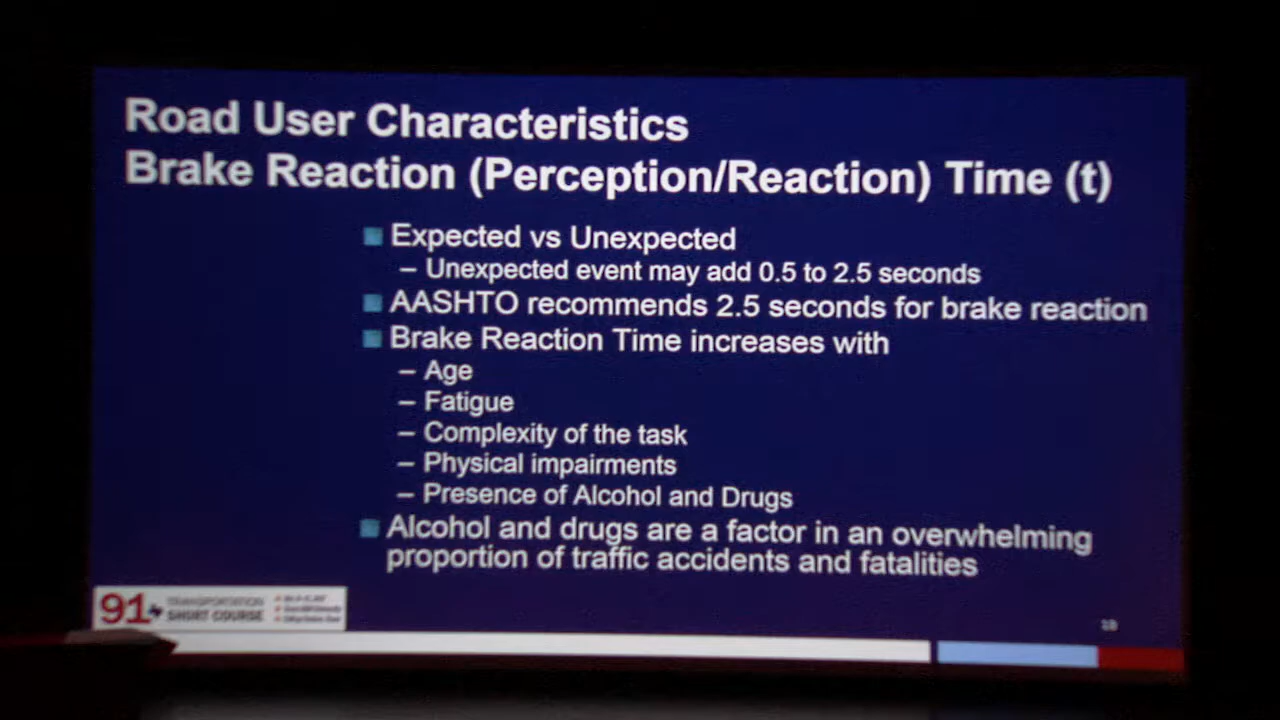 Road User Characteristics
Brake Reaction (Perception/Reaction) Time (t)
Expected vs Unexpected
– Unexpected event may add 0.5 to 2.5 seconds
AASHTO recommends 2.5 seconds for brake reaction
Brake Reaction Time increases with
– Age
– Fatigue
– Complexity of the task
– Physical impairments
– Presence of Alcohol and Drugs
Alcohol and drugs are a factor in an overwhelming
proportion of traffic accidents and fatalities
91
TRANSPORTATION
SHORT COURSE